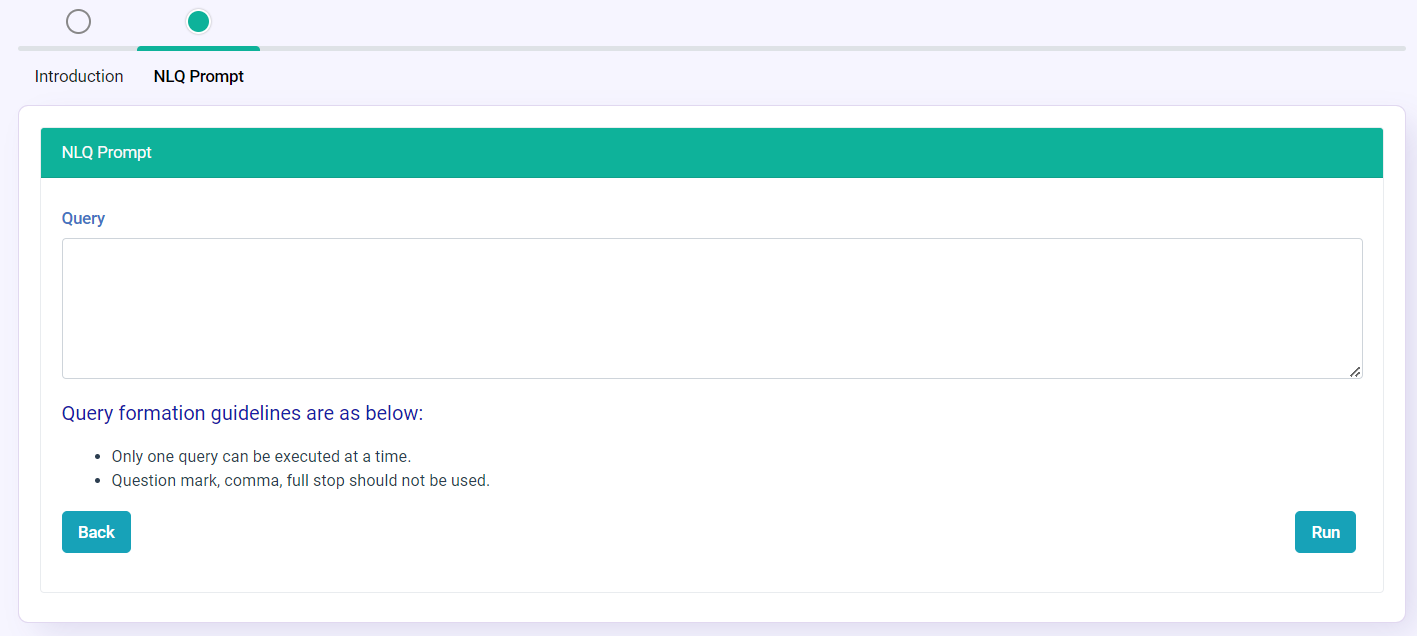 Introduction NLQ Prompt
NLQ Prompt
Query
Query formation guidelines are as below:
Only one query can be executed at a time.
Question mark, comma, full stop should not be used.
Back Run